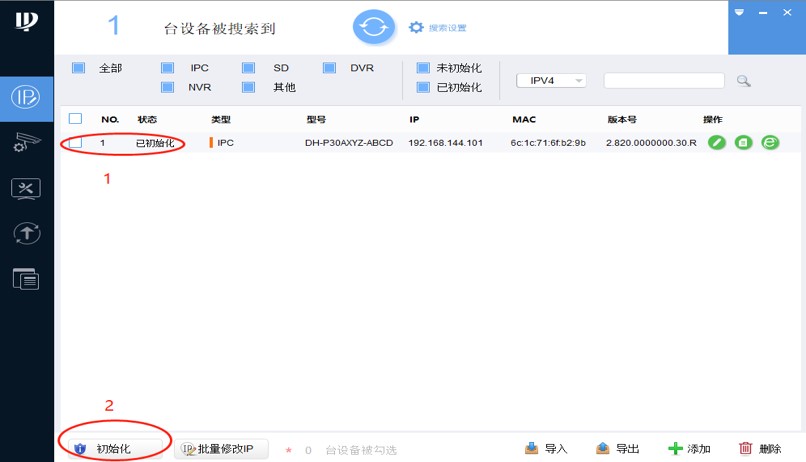 IP
1 台设备被搜索到 搜索设置
全部 IPC SD DVR 未初始化 IPV4
NVR 其他 已初始化
NO. 状态 类型 型号 IP MAC 版本号 操作
1 已初始化 IPC DH-P30AXYZ-ABCD 192.168.144.101 6c:1c:71:6f:b2:9b 2.820.0000000.30.R
1
2
初始化 IP 批量修改IP * 0 台设备被勾选 导入 导出 添加 删除